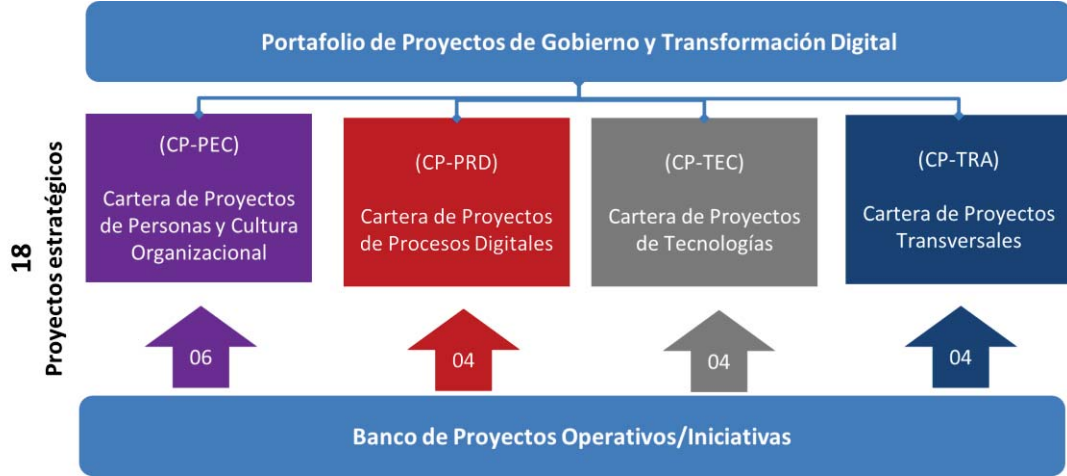 Portafolio de Proyectos de Gobierno y Transformación Digital
18
Proyectos estratégicos
(CP-PEC)
Cartera de Proyectos
de Personas y Cultura
Organizacional
(CP-PRD)
Cartera de Proyectos
de Procesos Digitales
(CP-TEC)
Cartera de Proyectos
de Tecnologías
(CP-TRA)
Cartera de Proyectos
Transversales
06
04
04
04
Banco de Proyectos Operativos/Iniciativas